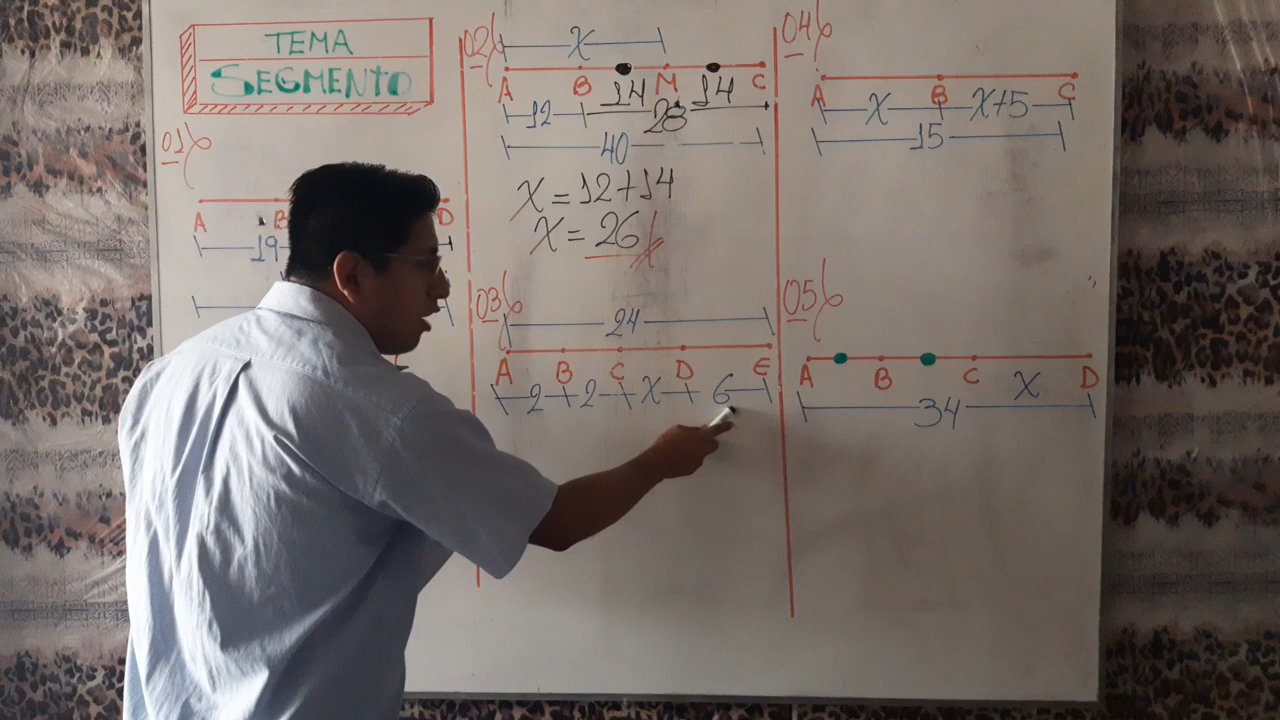 TEMA
SEGMENTO
01
A B D
19
02
X
A B M C
14 14
12 28
40
X = 12 + 14
X = 26
03
24
A B C D E
2 2 X 6
04
A B C
X X+5
15
05
A B C D
X
34